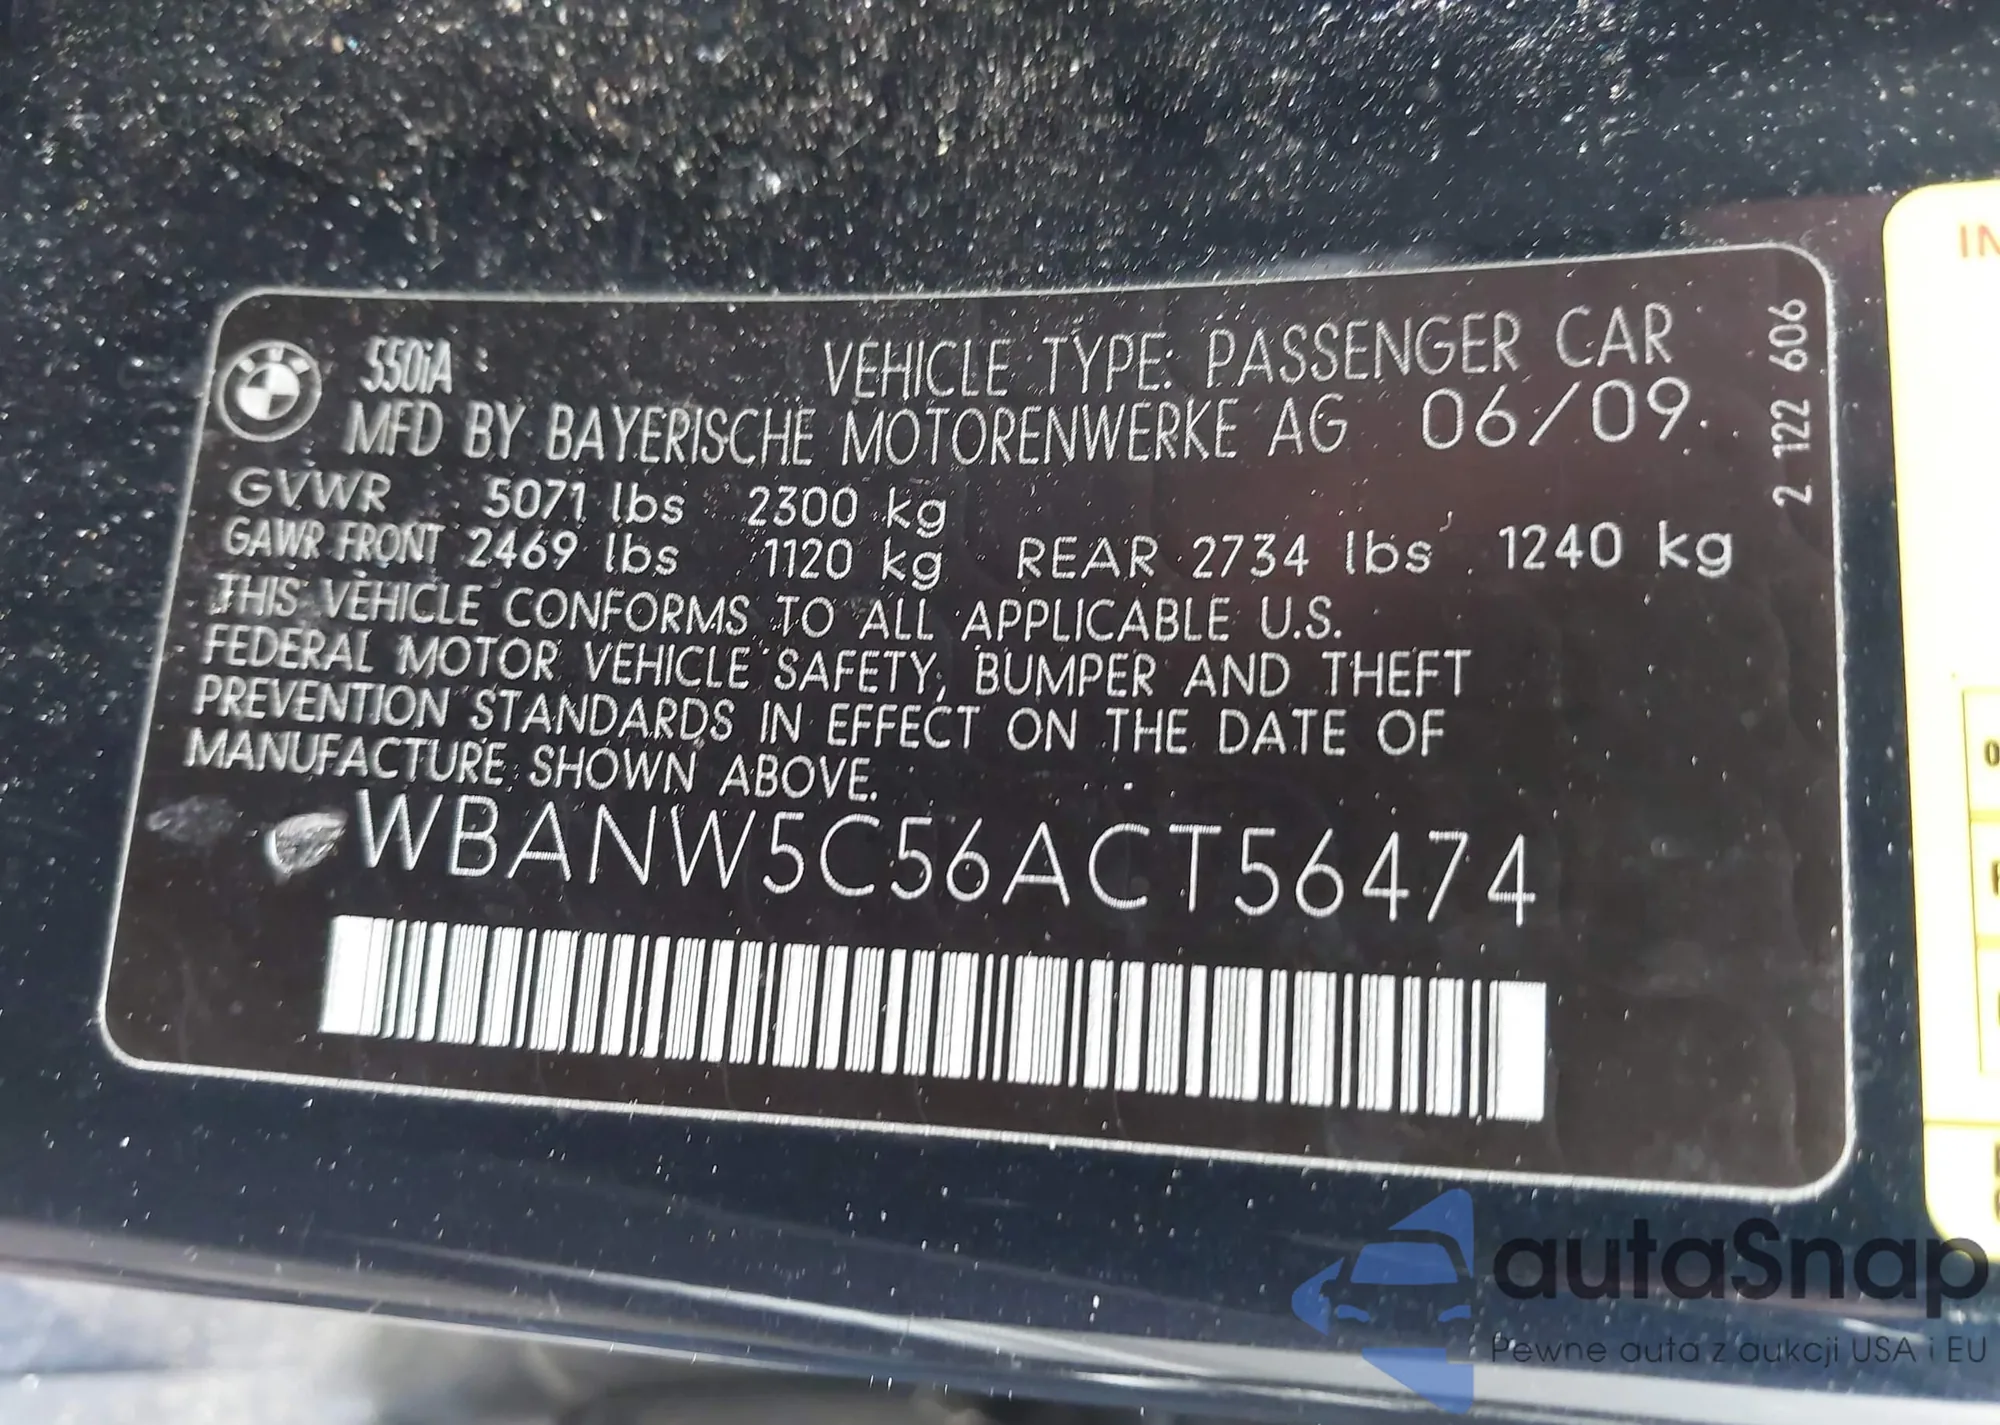 550iA
VEHICLE TYPE: PASSENGER CAR
MFD BY BAYERISCHE MOTORENWERKE AG 06/09
GVWR 5071 lbs 2300 kg
GAWR FRONT 2469 lbs 1120 kg REAR 2734 lbs 1240 kg
THIS VEHICLE CONFORMS TO ALL APPLICABLE U.S.
FEDERAL MOTOR VEHICLE SAFETY, BUMPER AND THEFT
PREVENTION STANDARDS IN EFFECT ON THE DATE OF
MANUFACTURE SHOWN ABOVE.
WBANW5C56ACT56474
2 122 606
IN
autaSnap
Pewne auta z aukcji USA i EU